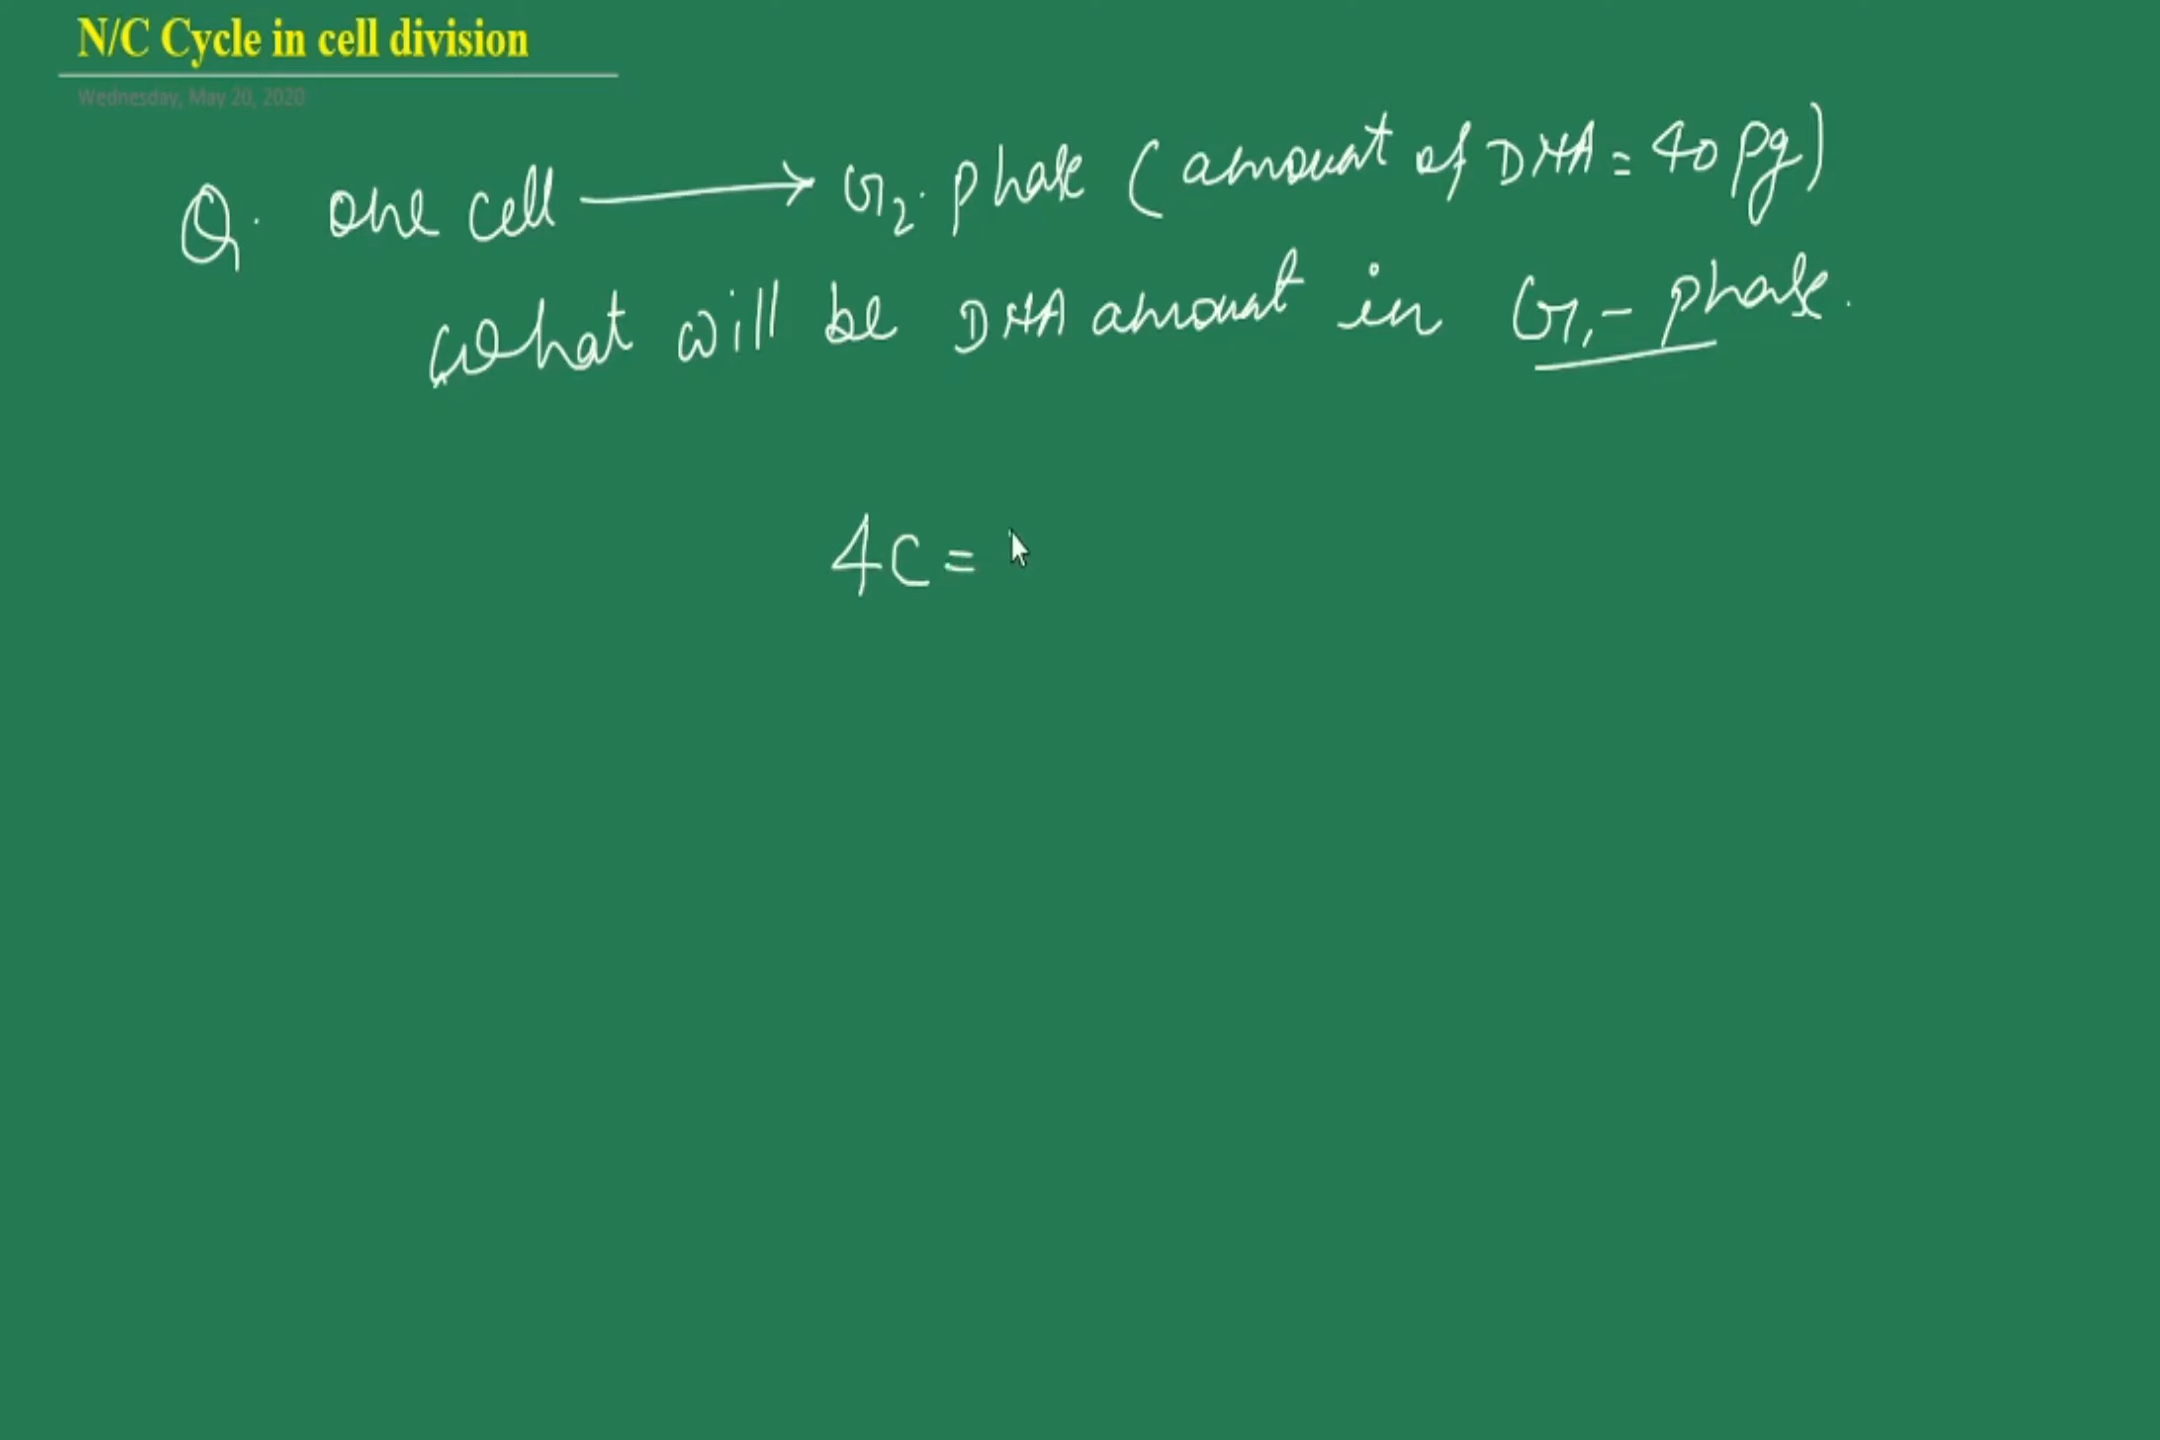 N/C Cycle in cell division
Wednesday, May 20, 2020
Q. One cell → G2. phase (amount of DNA = 40 pg)
What will be DNA amount in G1 - phase.
4C =